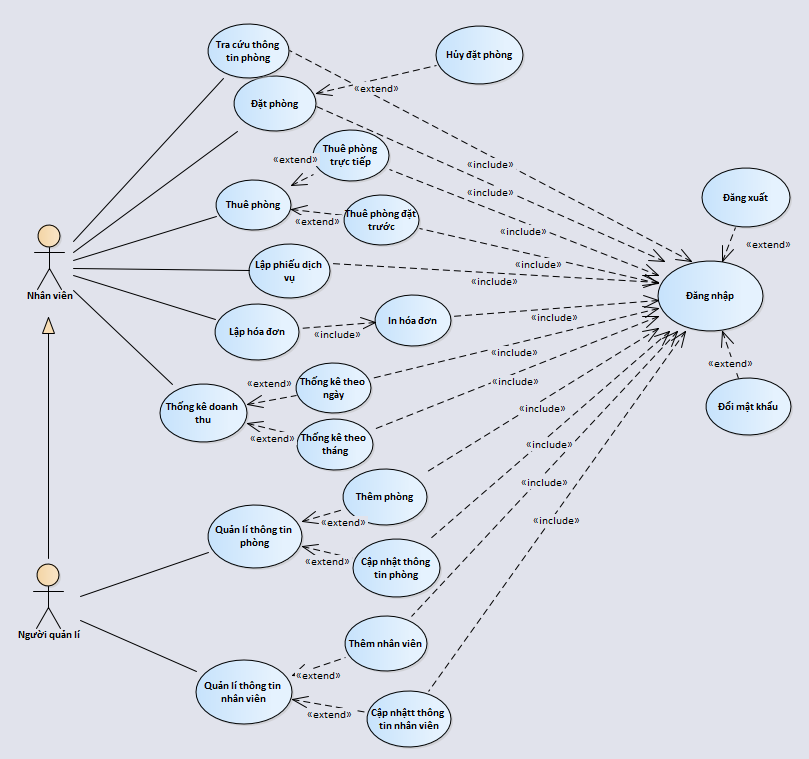 Tra cứu thông
tin phòng
Hủy đặt phòng
«extend»
Đặt phòng
Thuê phòng
trực tiếp
«extend»
«include»
«include»
Đăng xuất
Thuê phòng
Thuê phòng đặt
trước
«extend»
«include»
«extend»
Nhân viên
Lập phiếu dịch
vụ
«include»
«include»
Đăng nhập
Lập hóa đơn
«include»
In hóa đơn
«include»
«include»
«extend»
Thống kê theo
ngày
«extend»
«include»
Thống kê doanh
thu
«include»
Đổi mật khẩu
«extend»
Thống kê theo
tháng
«include»
«include»
Thêm phòng
«extend»
«include»
Quản lí thông tin
phòng
«extend»
Cập nhật thông
tin phòng
Người quản lí
Thêm nhân viên
«extend»
Quản lí thông tin
nhân viên
«extend»
Cập nhậtt thông
tin nhân viên